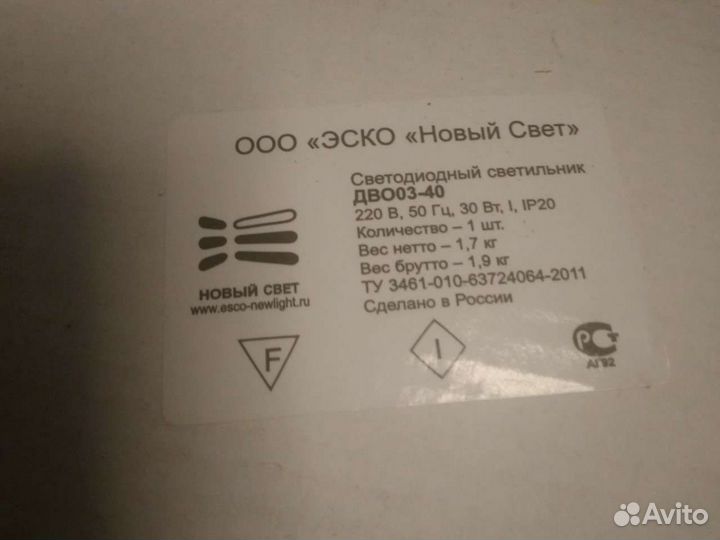 ООО «ЭСКО «Новый Свет»
Светодиодный светильник
ДВО03-40
220 В, 50 Гц, 30 Вт, I, IP20
Количество – 1 шт.
Вес нетто – 1,7 кг
Вес брутто – 1,9 кг
ТУ 3461-010-63724064-2011
Сделано в России
НОВЫЙ СВЕТ
www.esco-newlight.ru
F
I
РСТ
АГ92
Avito